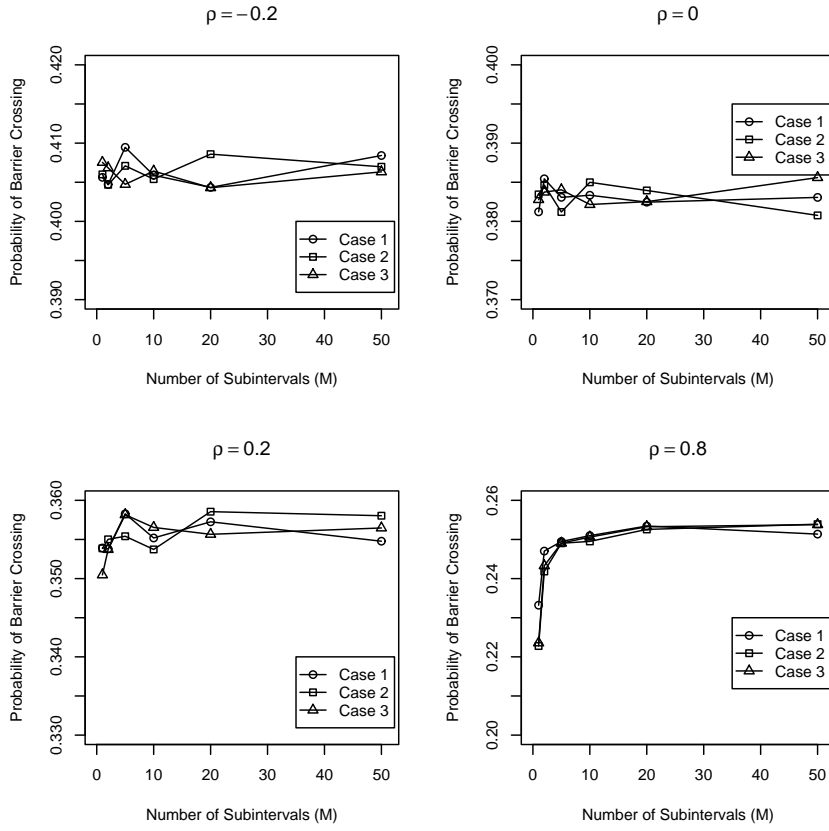 ρ = −0.2
Probability of Barrier Crossing
0.390 0.400 0.410 0.420
Case 1
Case 2
Case 3
0 10 20 30 40 50
Number of Subintervals (M)
ρ = 0
Probability of Barrier Crossing
0.370 0.380 0.390 0.400
Case 1
Case 2
Case 3
0 10 20 30 40 50
Number of Subintervals (M)
ρ = 0.2
Probability of Barrier Crossing
0.330 0.340 0.350 0.360
Case 1
Case 2
Case 3
0 10 20 30 40 50
Number of Subintervals (M)
ρ = 0.8
Probability of Barrier Crossing
0.20 0.22 0.24 0.26
Case 1
Case 2
Case 3
0 10 20 30 40 50
Number of Subintervals (M)